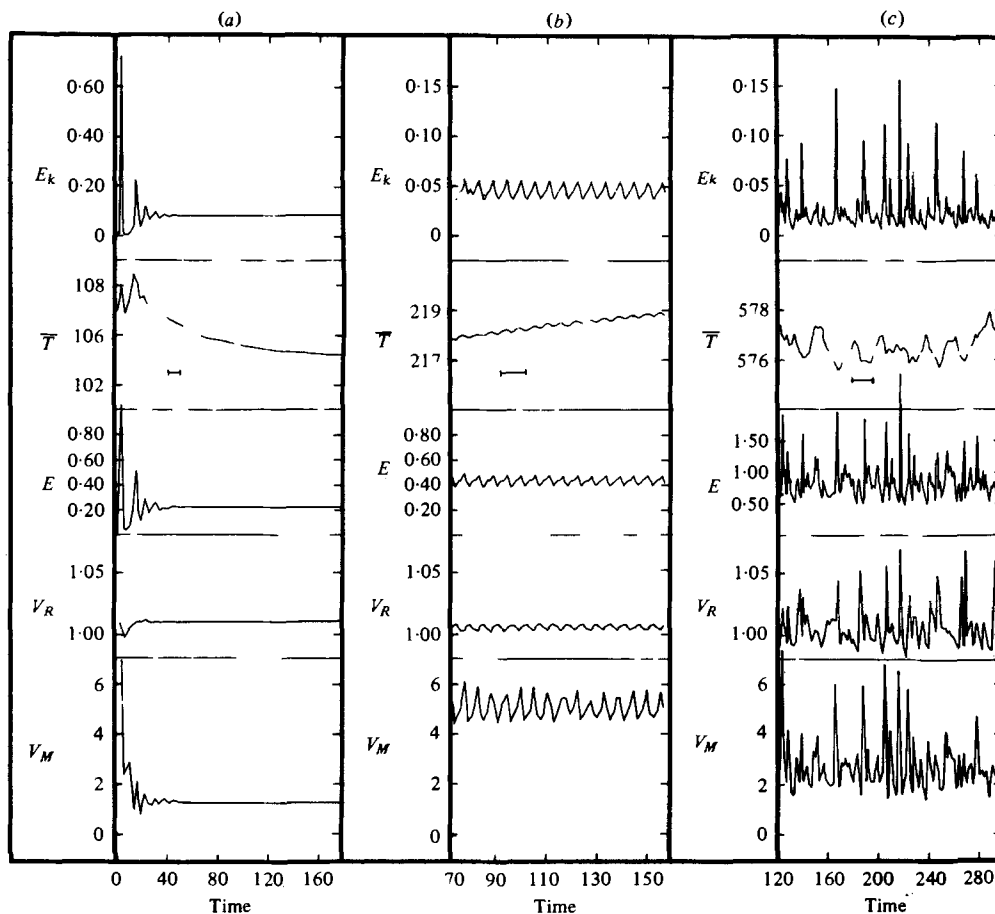 (a) (b) (c)
0·60
0·40
E_k 0·20
0
108
106
T̅
102
0·80
0·60
E 0·40
0·20
1·05
V_R
1·00
6
4
V_M
2
0
0 40 80 120 160
Time
0·15
0·10
E_k 0·05
0
219
T̅ 217
0·80
0·60
E 0·40
0·20
1·05
V_R
1·00
6
4
V_M
2
0
70 90 110 130 150
Time
0·15
0·10
E_k
0·05
0
578
T̅ 576
1·50
1·00
E 0·50
1·05
V_R
1·00
6
4
V_M
2
0
120 160 200 240 280
Time